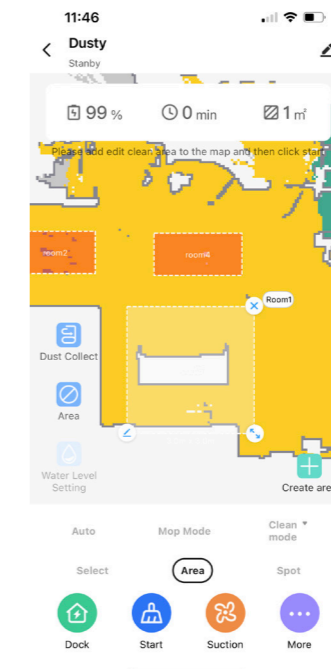 11:46
Dusty
Stanby
99 %
0 min
1 ㎡
Please add edit clean area to the map and then click start
room2
room4
Room1
Dust Collect
Area
Water Level
Setting
Create are
Auto
Mop Mode
Clean
mode
Select
Area
Spot
Dock
Start
Suction
More